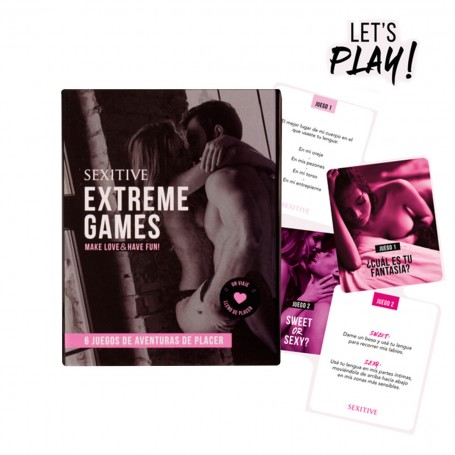 LET'S
PLAY!
SEXITIVE
EXTREME
GAMES
MAKE LOVE & HAVE FUN!
UN VIAJE
LLENO DE PLACER
6 JUEGOS DE AVENTURAS DE PLACER
JUEGO 1
El mejor lugar de mi cuerpo en el
que usaste tu lengua:
En mi oreja
En mis pezones
En mi
En mi entrepierna
SEXITIVE
JUEGO 1
¿CUÁL ES TU
FANTASÍA?
JUEGO 2
SWEET
OR
SEXY?
JUEGO 2
SWEET:
Dame un beso y usá tu lengua
para recorrer mis labios.
SEXY:
Usá tu lengua en mis partes íntimas,
moviéndola de arriba hacia abajo
en mis zonas más sensibles.
SEXITIVE